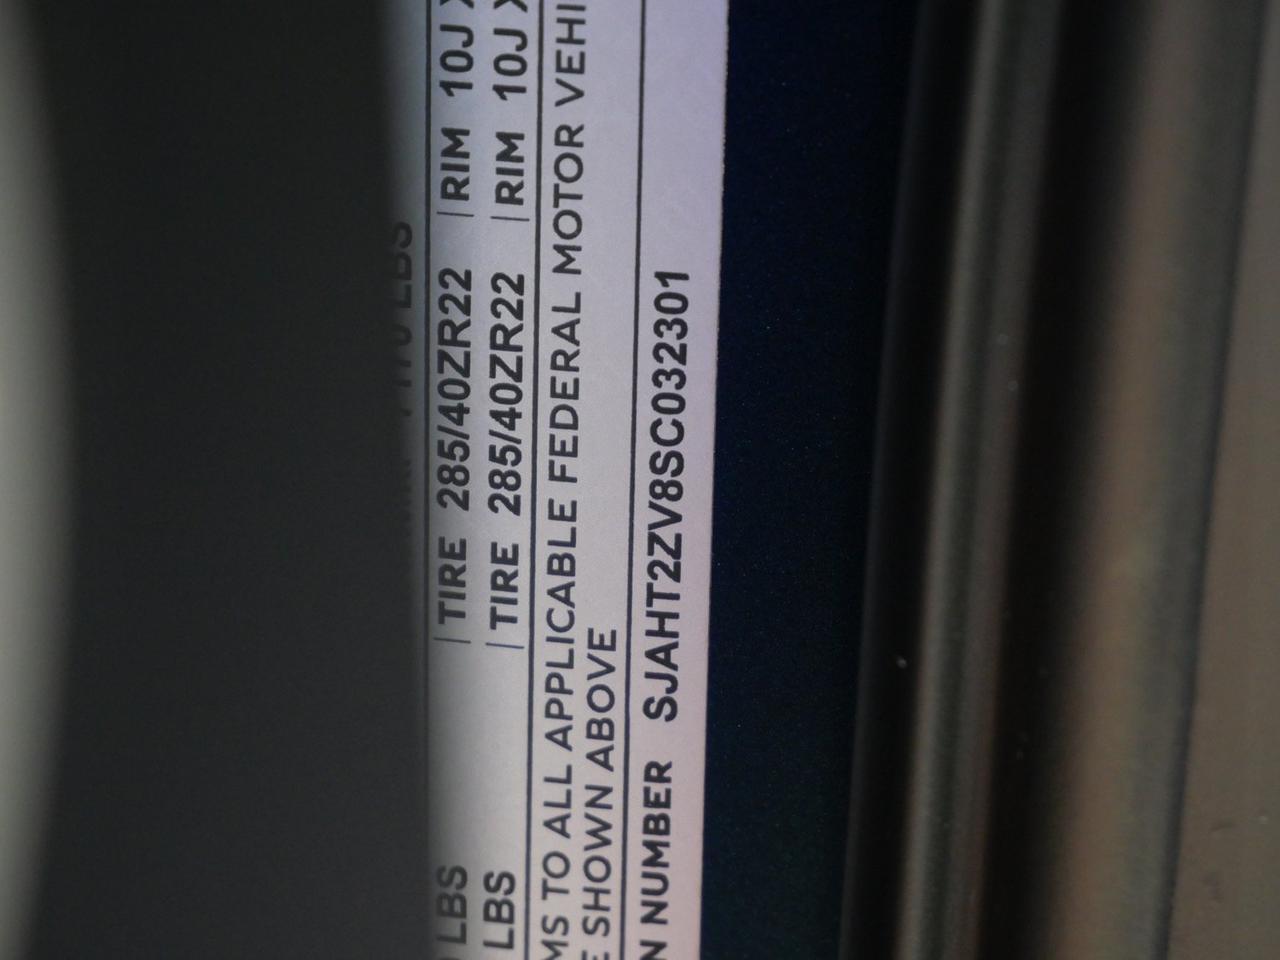 LBS
LBS TIRE 285/40ZR22 RIM 10J X
LBS TIRE 285/40ZR22 RIM 10J X
MS TO ALL APPLICABLE FEDERAL MOTOR VEHI
E SHOWN ABOVE
N NUMBER SJAHT2ZV8SC032301